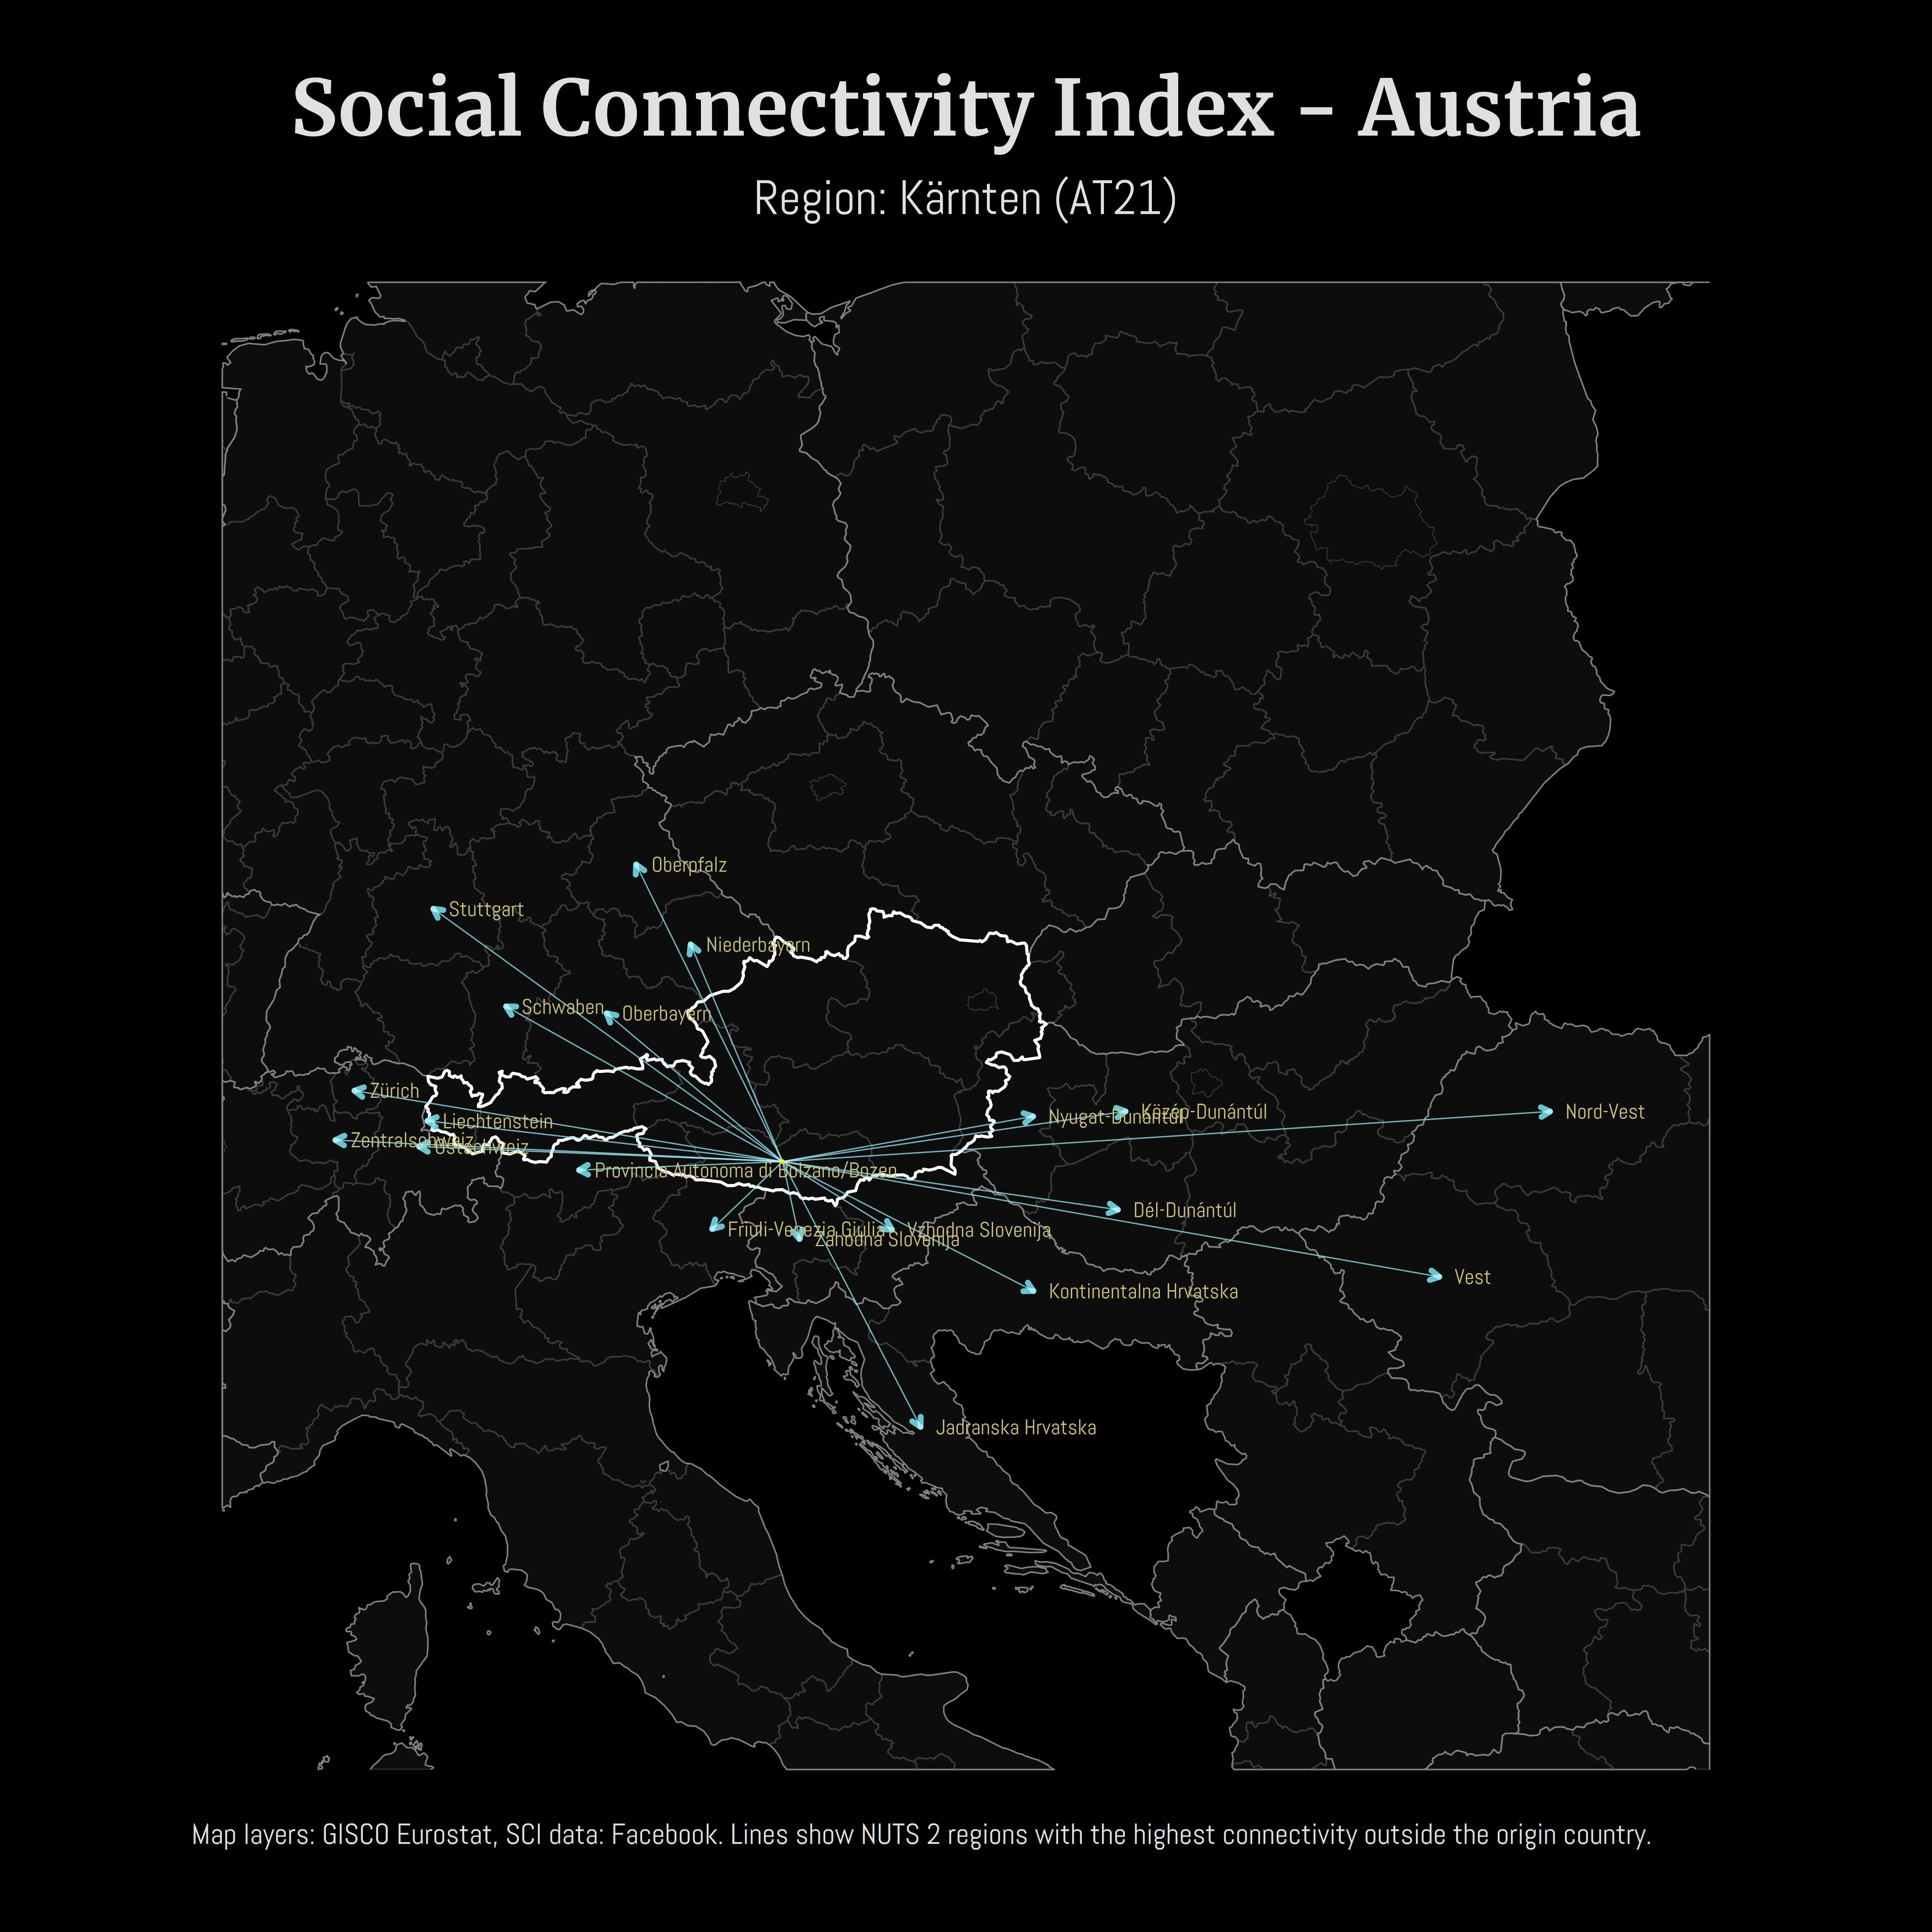 Social Connectivity Index - Austria
Region: Kärnten (AT21)
Oberpfalz
Stuttgart
Niederbayern
Schwaben
Oberbayern
Zürich
Liechtenstein
Nyugat-Dunántúl
Közép-Dunántúl
Nord-Vest
Zentralschweiz
Ostschweiz
Provincia Autonoma di Bolzano/Bozen
Dél-Dunántúl
Friuli-Venezia Giulia
Vzhodna Slovenija
Zahodna Slovenija
Vest
Kontinentalna Hrvatska
Jadranska Hrvatska
Map layers: GISCO Eurostat, SCI data: Facebook. Lines show NUTS 2 regions with the highest connectivity outside the origin country.